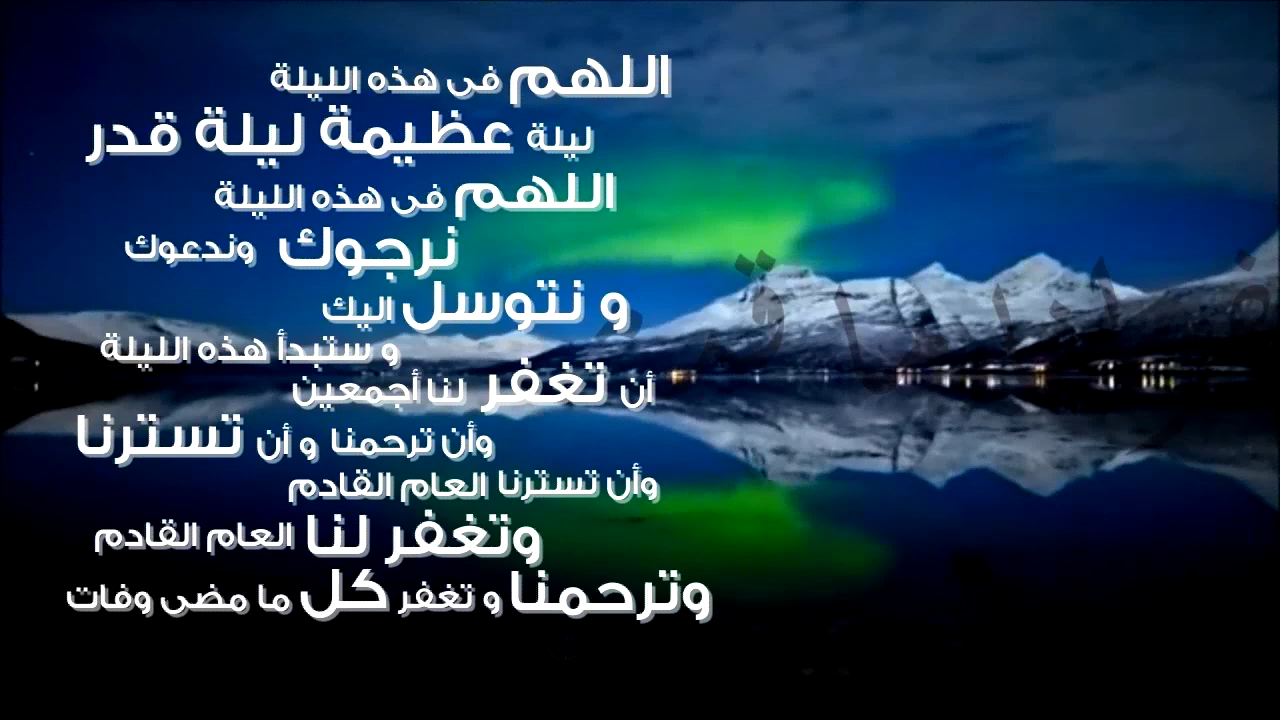 اللهم فى هذه الليلة
ليلة عظيمة ليلة قدر
اللهم فى هذه الليلة
نرجوك وندعوك
و نتوسل اليك
و ستبدأ هذه الليلة
أن تغفر لنا أجمعين
وأن ترحمنا و أن تسترنا
وأن تسترنا العام القادم
وتغفر لنا العام القادم
وترحمنا و تغفر كل ما مضى وفات